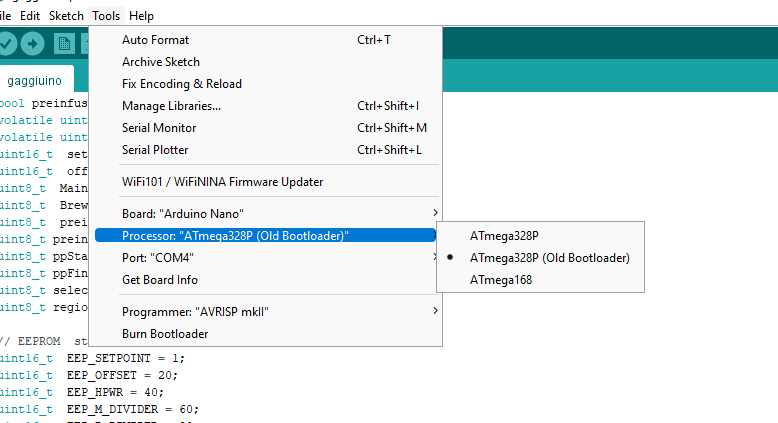 ile Edit Sketch Tools Help
Auto Format Ctrl+T
Archive Sketch
gaggiuino
Fix Encoding & Reload
bool preinfus
Manage Libraries... Ctrl+Shift+I
volatile uint
Serial Monitor Ctrl+Shift+M
volatile uint
Serial Plotter Ctrl+Shift+L
uint16_t set
uint16_t off
WiFi101 / WiFiNINA Firmware Updater
uint8_t Main
uint8_t Brew
Board: "Arduino Nano"
uint8_t prei
Processor: "ATmega328P (Old Bootloader)"
ATmega328P
uint8_t prein
Port: "COM4"
ATmega328P (Old Bootloader)
uint8_t ppSta
uint8_t ppFin
Get Board Info
ATmega168
uint8_t selec
uint8_t regio
Programmer: "AVRISP mkII"
Burn Bootloader
// EEPROM st
uint16_t EEP_SETPOINT = 1;
uint16_t EEP_OFFSET = 20;
uint16_t EEP_HPWR = 40;
uint16_t EEP_M_DIVIDER = 60;